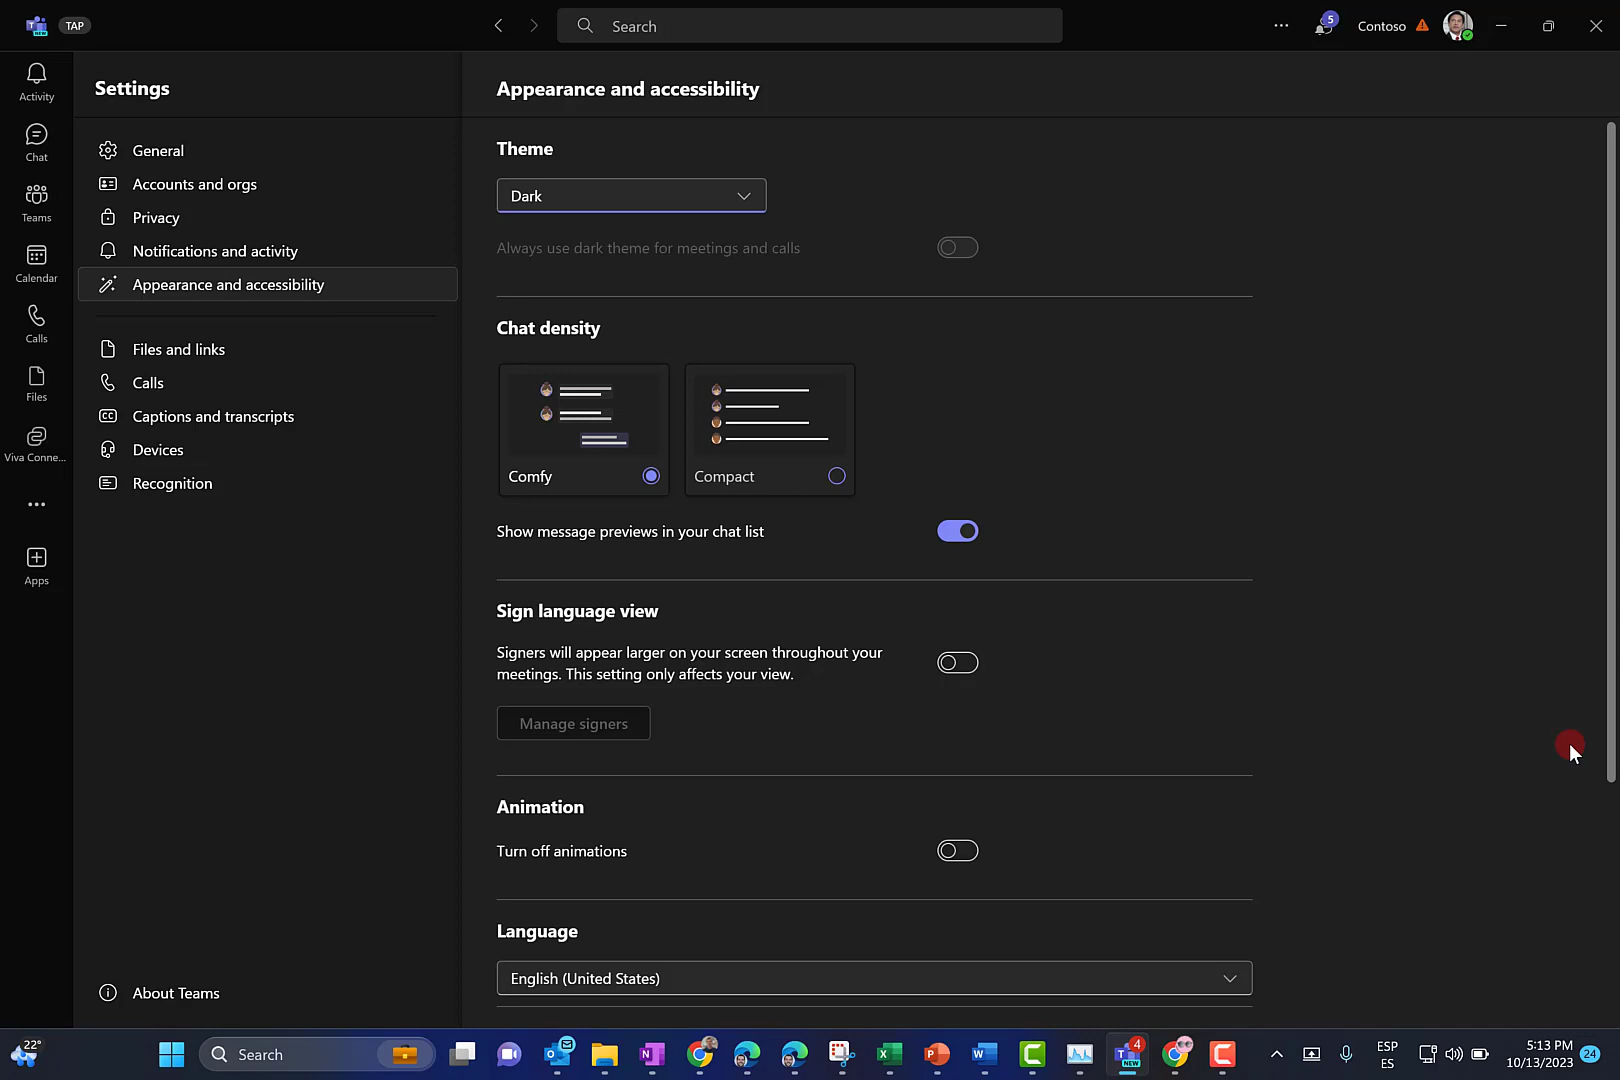 TAP
Search
5
Contoso
Activity
Chat
Teams
Calendar
Calls
Files
Viva Conne...
Apps
Settings
General
Accounts and orgs
Privacy
Notifications and activity
Appearance and accessibility
Files and links
Calls
CC
Captions and transcripts
Devices
Recognition
About Teams
Appearance and accessibility
Theme
Dark
Always use dark theme for meetings and calls
Chat density
Comfy
Compact
Show message previews in your chat list
Sign language view
Signers will appear larger on your screen throughout your
meetings. This setting only affects your view.
Manage signers
Animation
Turn off animations
Language
English (United States)
22°
Search
NEW
4
ESP
ES
5:13 PM
10/13/2023
24